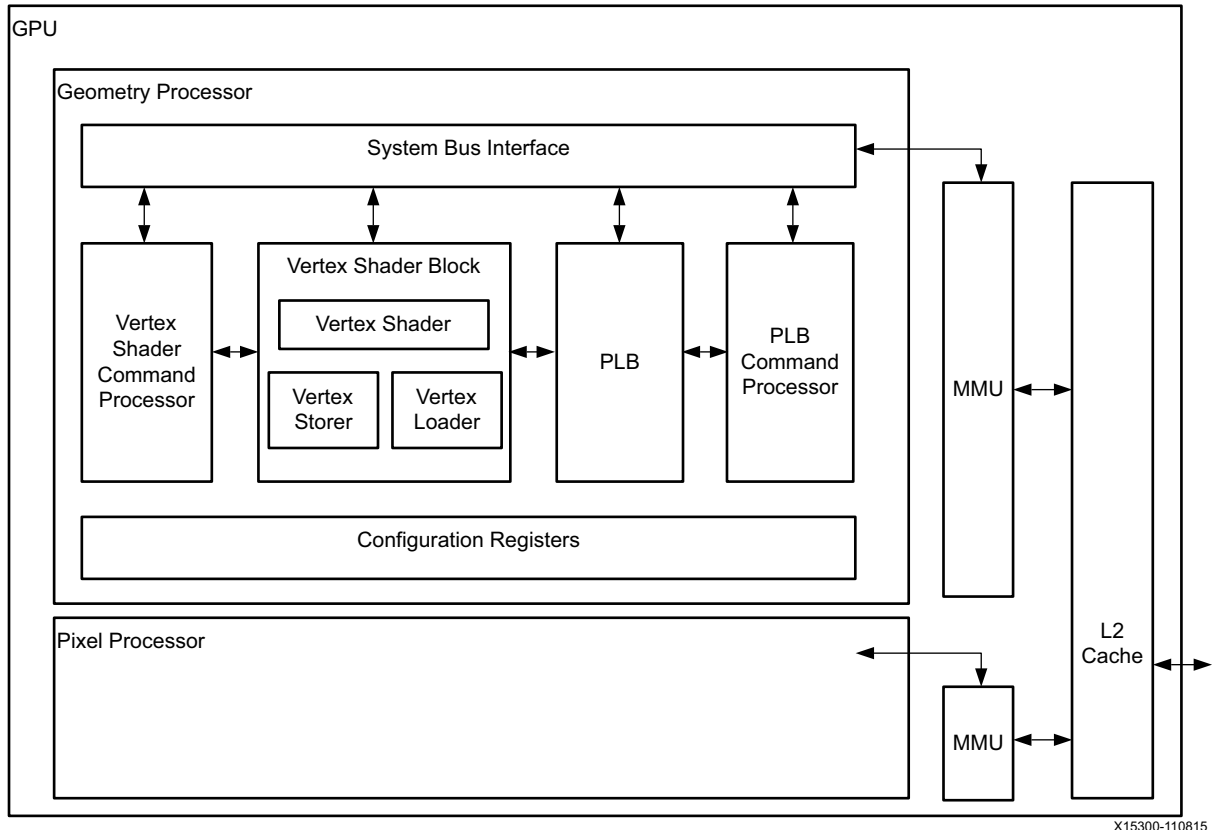 GPU
Geometry Processor
System Bus Interface
Vertex
Shader
Command
Processor
Vertex Shader Block
Vertex Shader
Vertex
Storer
Vertex
Loader
PLB
PLB
Command
Processor
MMU
Configuration Registers
Pixel Processor
L2
Cache
MMU
X15300-110815